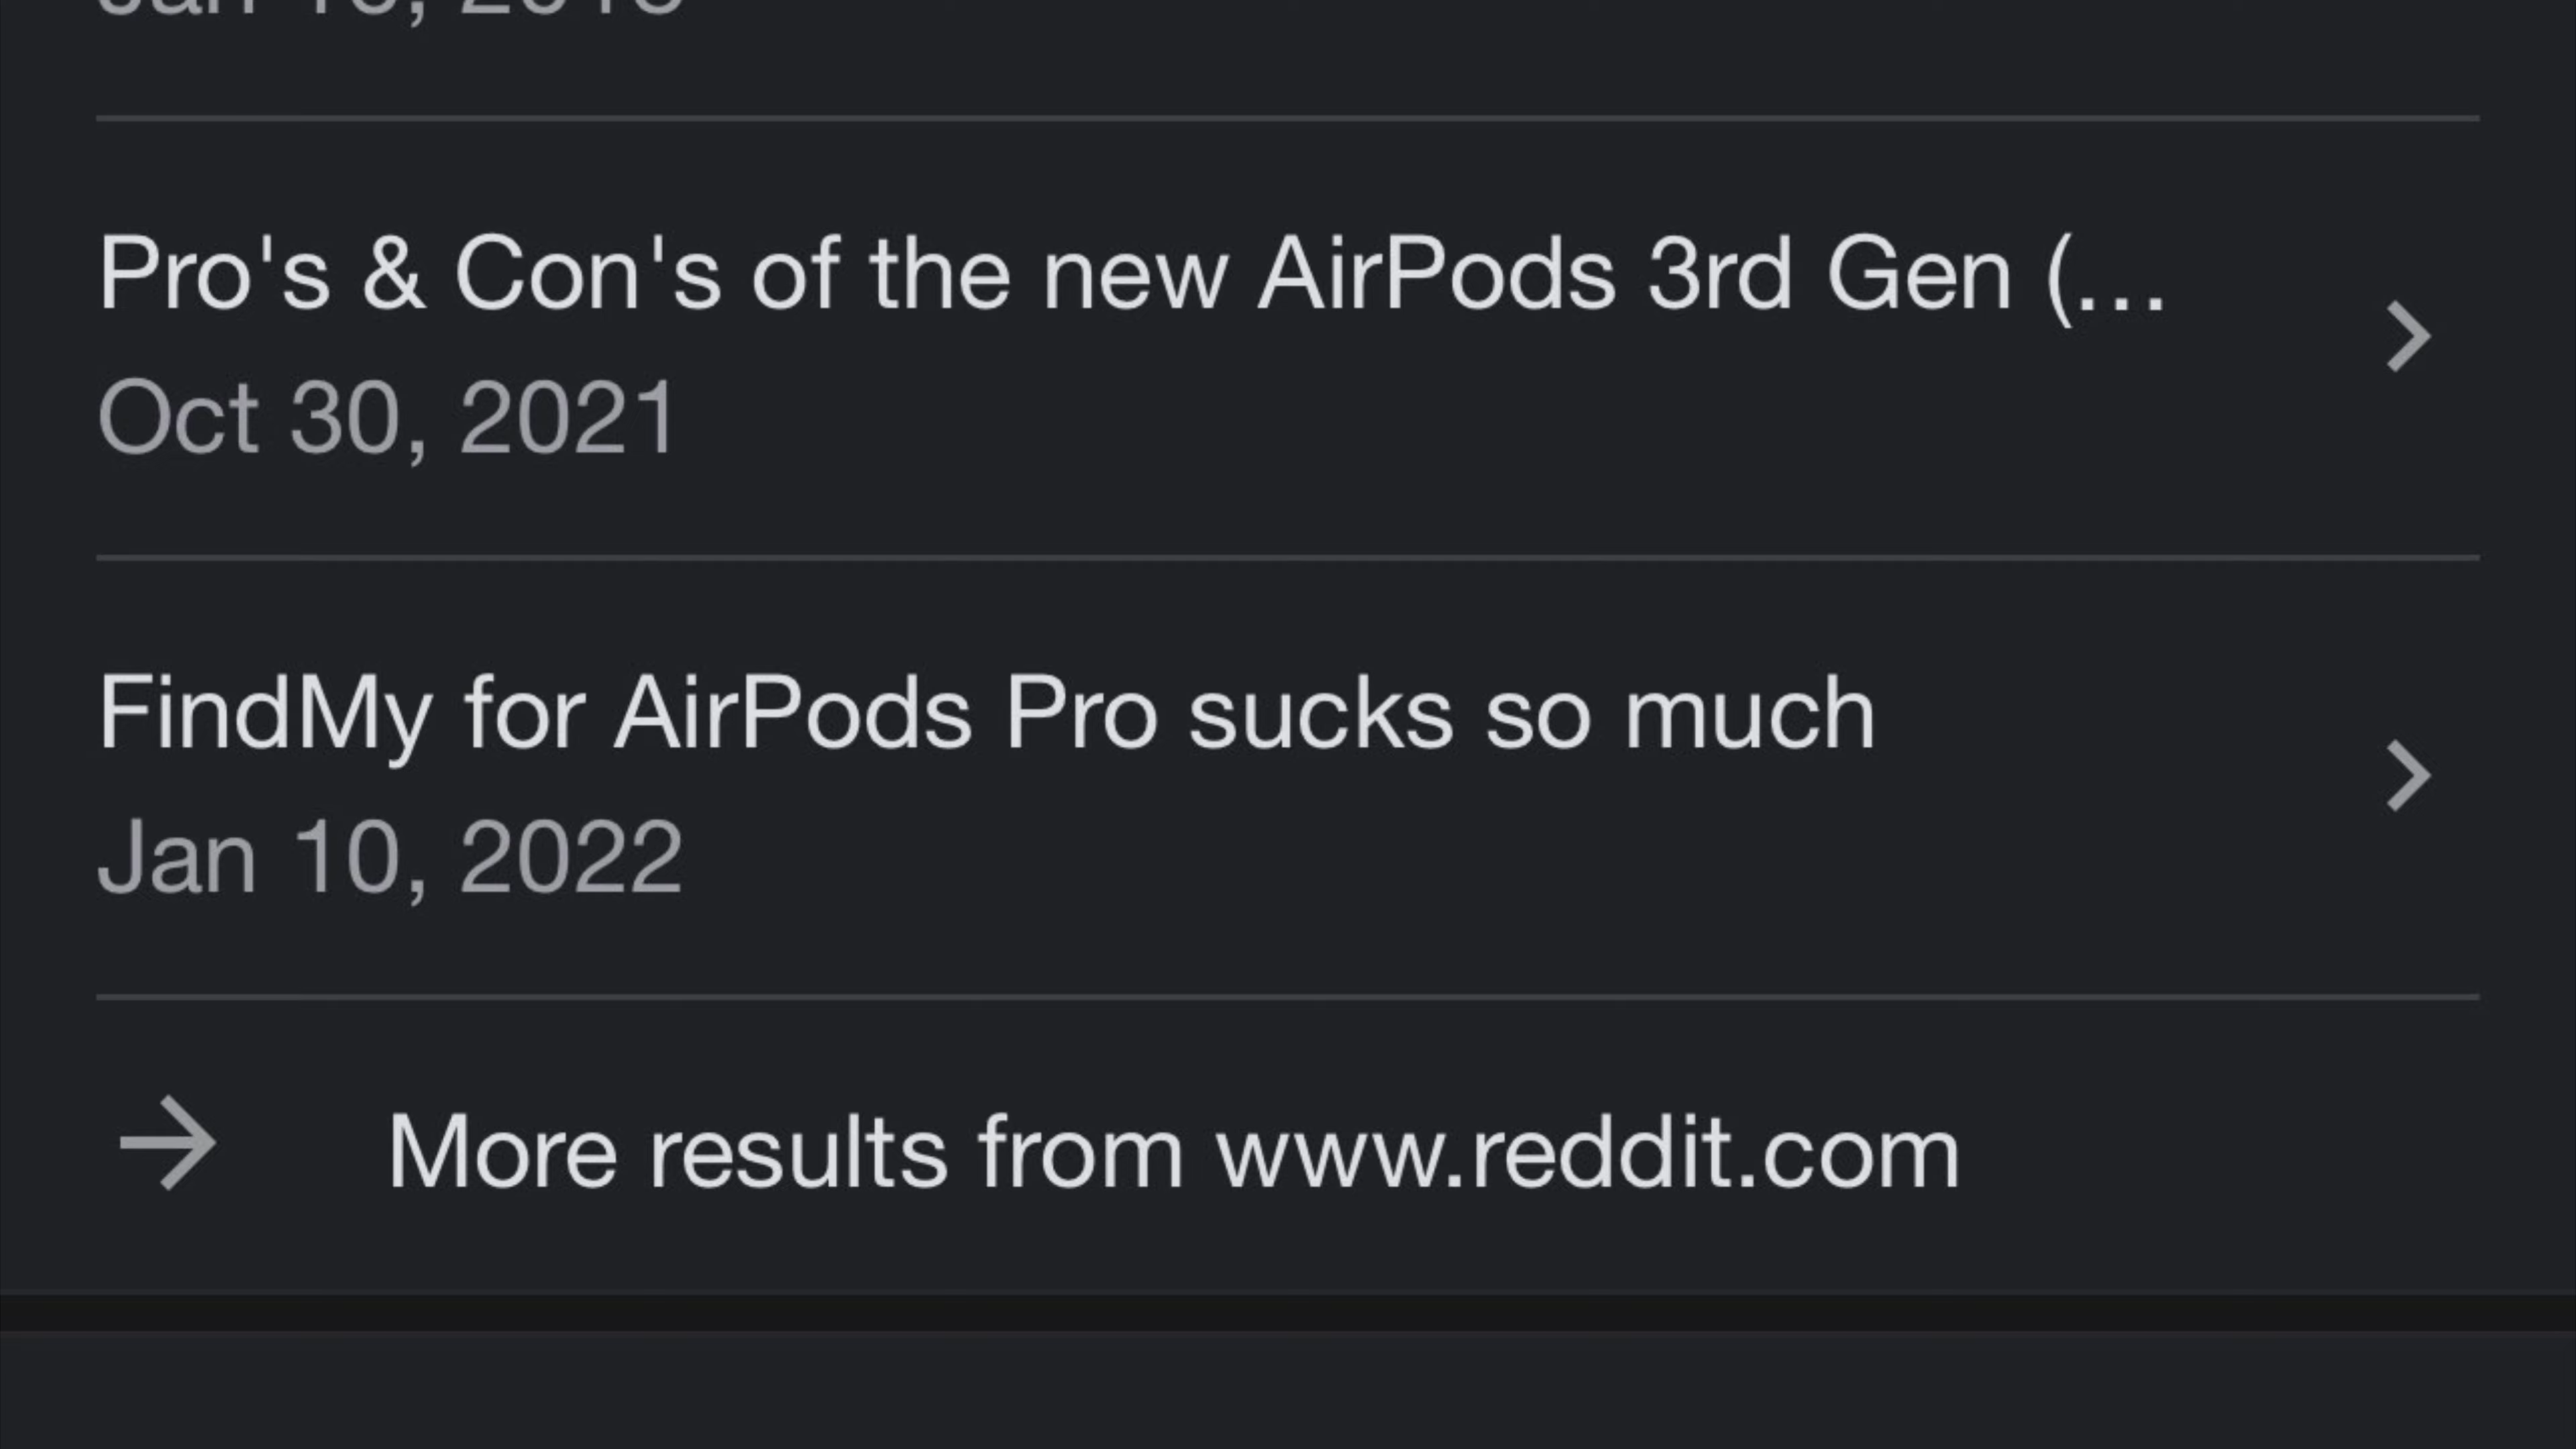 Pro's & Con's of the new AirPods 3rd Gen (...
Oct 30, 2021
FindMy for AirPods Pro sucks so much
Jan 10, 2022
More results from www.reddit.com